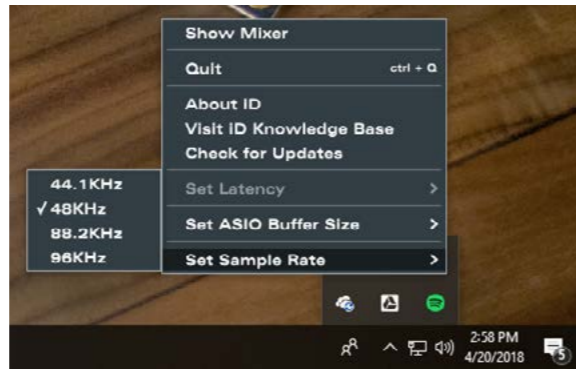 Show Mixer
Quit ctrl + Q
About iD
Visit iD Knowledge Base
Check for Updates
Set Latency >
Set ASIO Buffer Size >
Set Sample Rate >
44.1KHz
✓ 48KHz
88.2KHz
96KHz
2:58 PM
4/20/2018
5